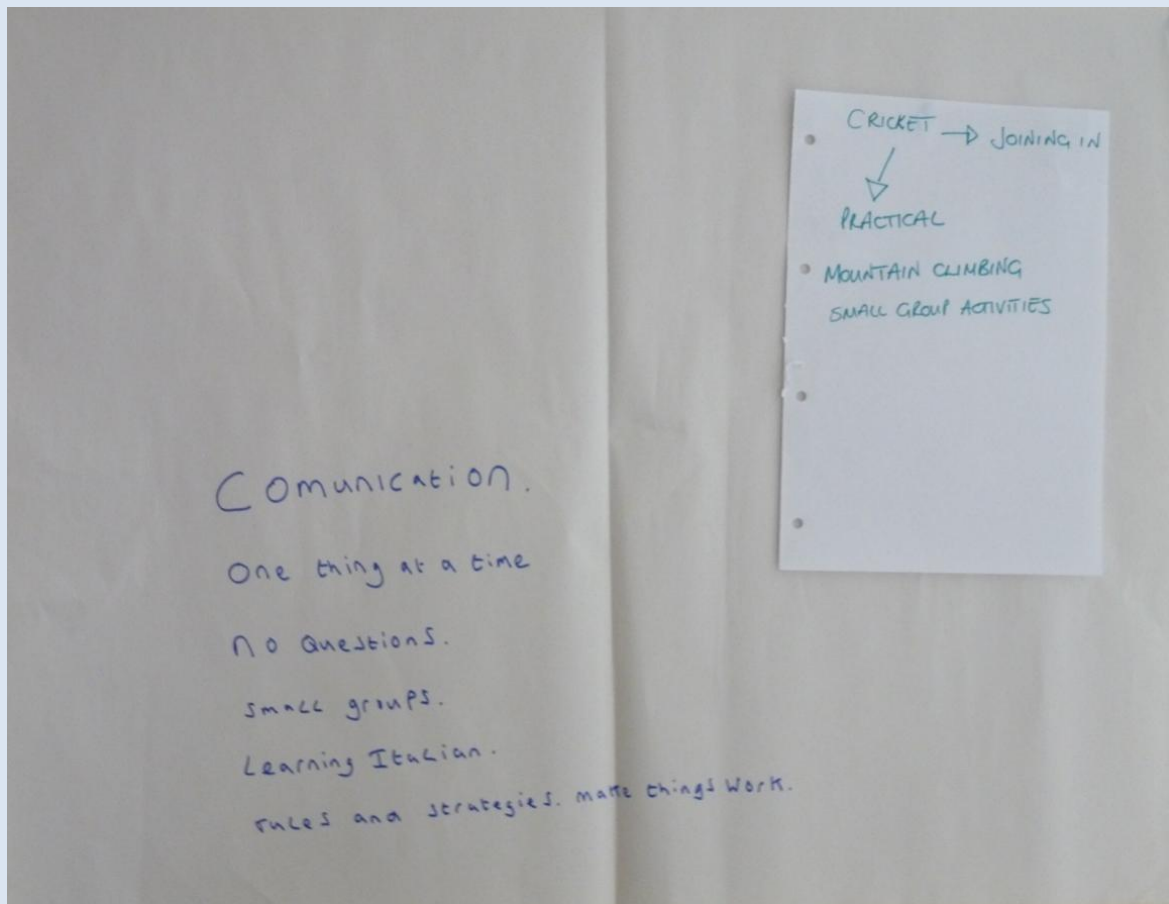 CRICKET → JOINING IN
PRACTICAL
MOUNTAIN CLIMBING
SMALL GROUP ACTIVITIES
Comunication.
One thing at a time
no Questions.
Small groups.
Learning Italian.
rules and strategies. make things work.